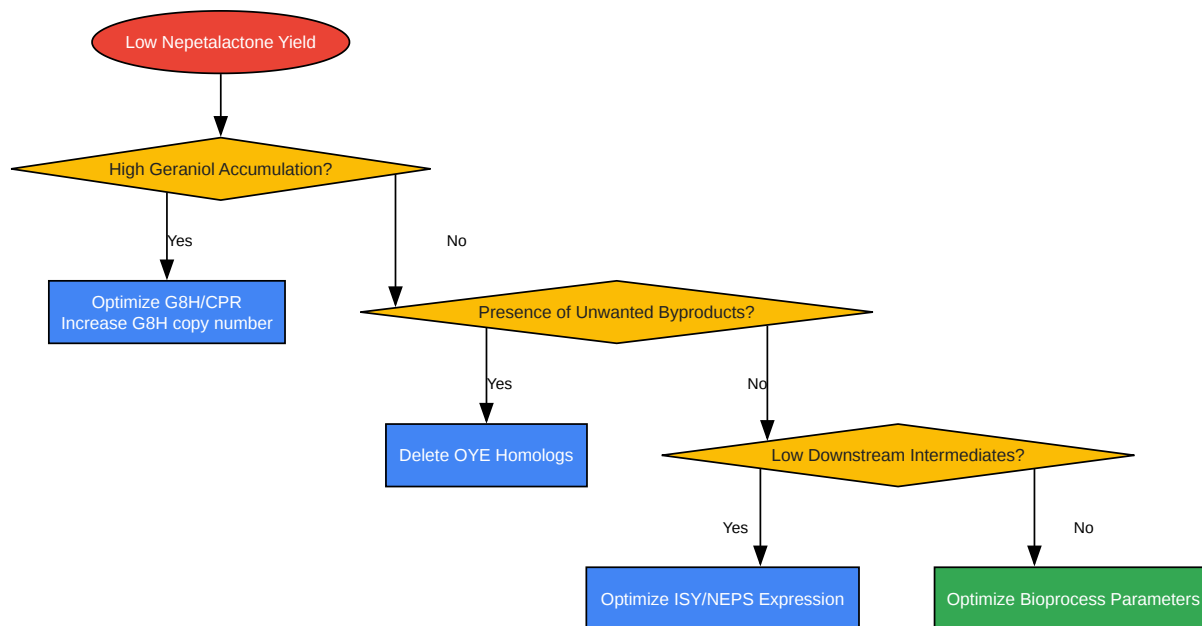 Low Nepetalactone Yield
High Geraniol Accumulation?
Yes
No
Optimize G8H/CPR
Increase G8H copy number
Presence of Unwanted Byproducts?
Yes
No
Delete OYE Homologs
Low Downstream Intermediates?
Yes
No
Optimize ISY/NEPS Expression
Optimize Bioprocess Parameters